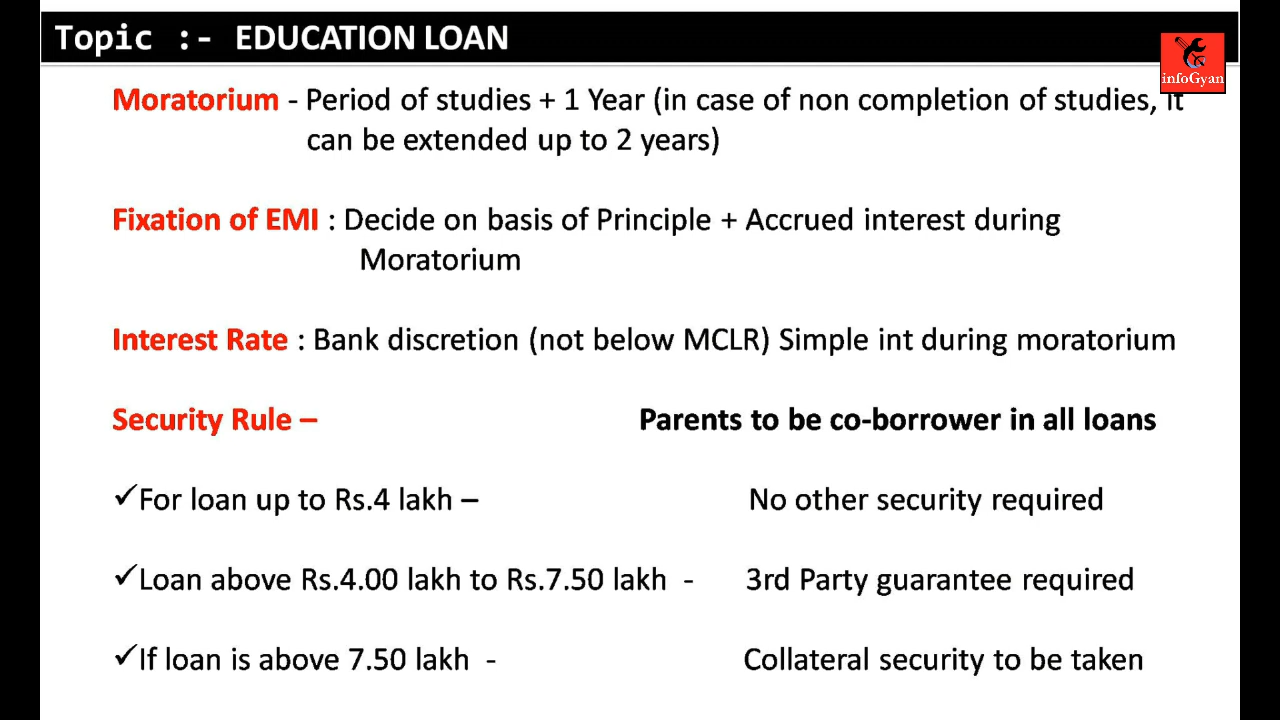 Topic :- EDUCATION LOAN
infoGyan
Moratorium - Period of studies + 1 Year (in case of non completion of studies, it
can be extended up to 2 years)
Fixation of EMI : Decide on basis of Principle + Accrued interest during
Moratorium
Interest Rate : Bank discretion (not below MCLR) Simple int during moratorium
Security Rule – Parents to be co-borrower in all loans
✓For loan up to Rs.4 lakh – No other security required
✓Loan above Rs.4.00 lakh to Rs.7.50 lakh - 3rd Party guarantee required
✓If loan is above 7.50 lakh - Collateral security to be taken